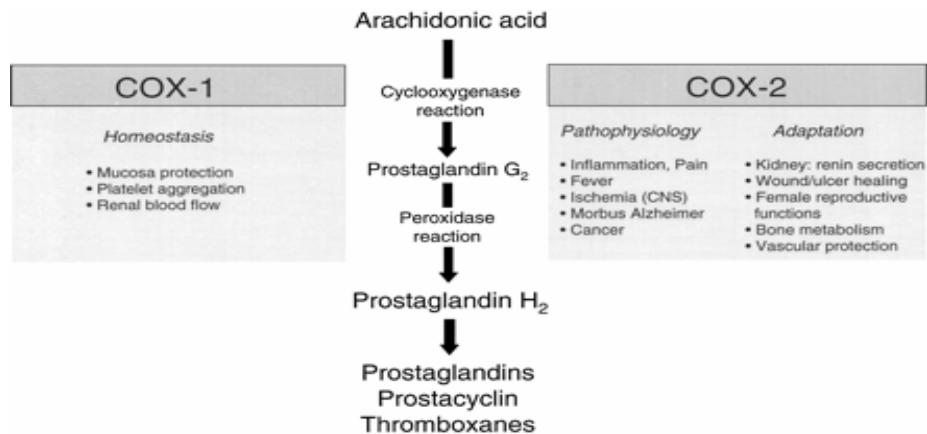 Arachidonic acid
COX-1
Homeostasis
• Mucosa protection
• Platelet aggregation
• Renal blood flow
Cyclooxygenase
reaction
Prostaglandin G2
Peroxidase
reaction
Prostaglandin H2
Prostaglandins
Prostacyclin
Thromboxanes
COX-2
Pathophysiology
• Inflammation, Pain
• Fever
• Ischemia (CNS)
• Morbus Alzheimer
• Cancer
Adaptation
• Kidney: renin secretion
• Wound/ulcer healing
• Female reproductive
functions
• Bone metabolism
• Vascular protection